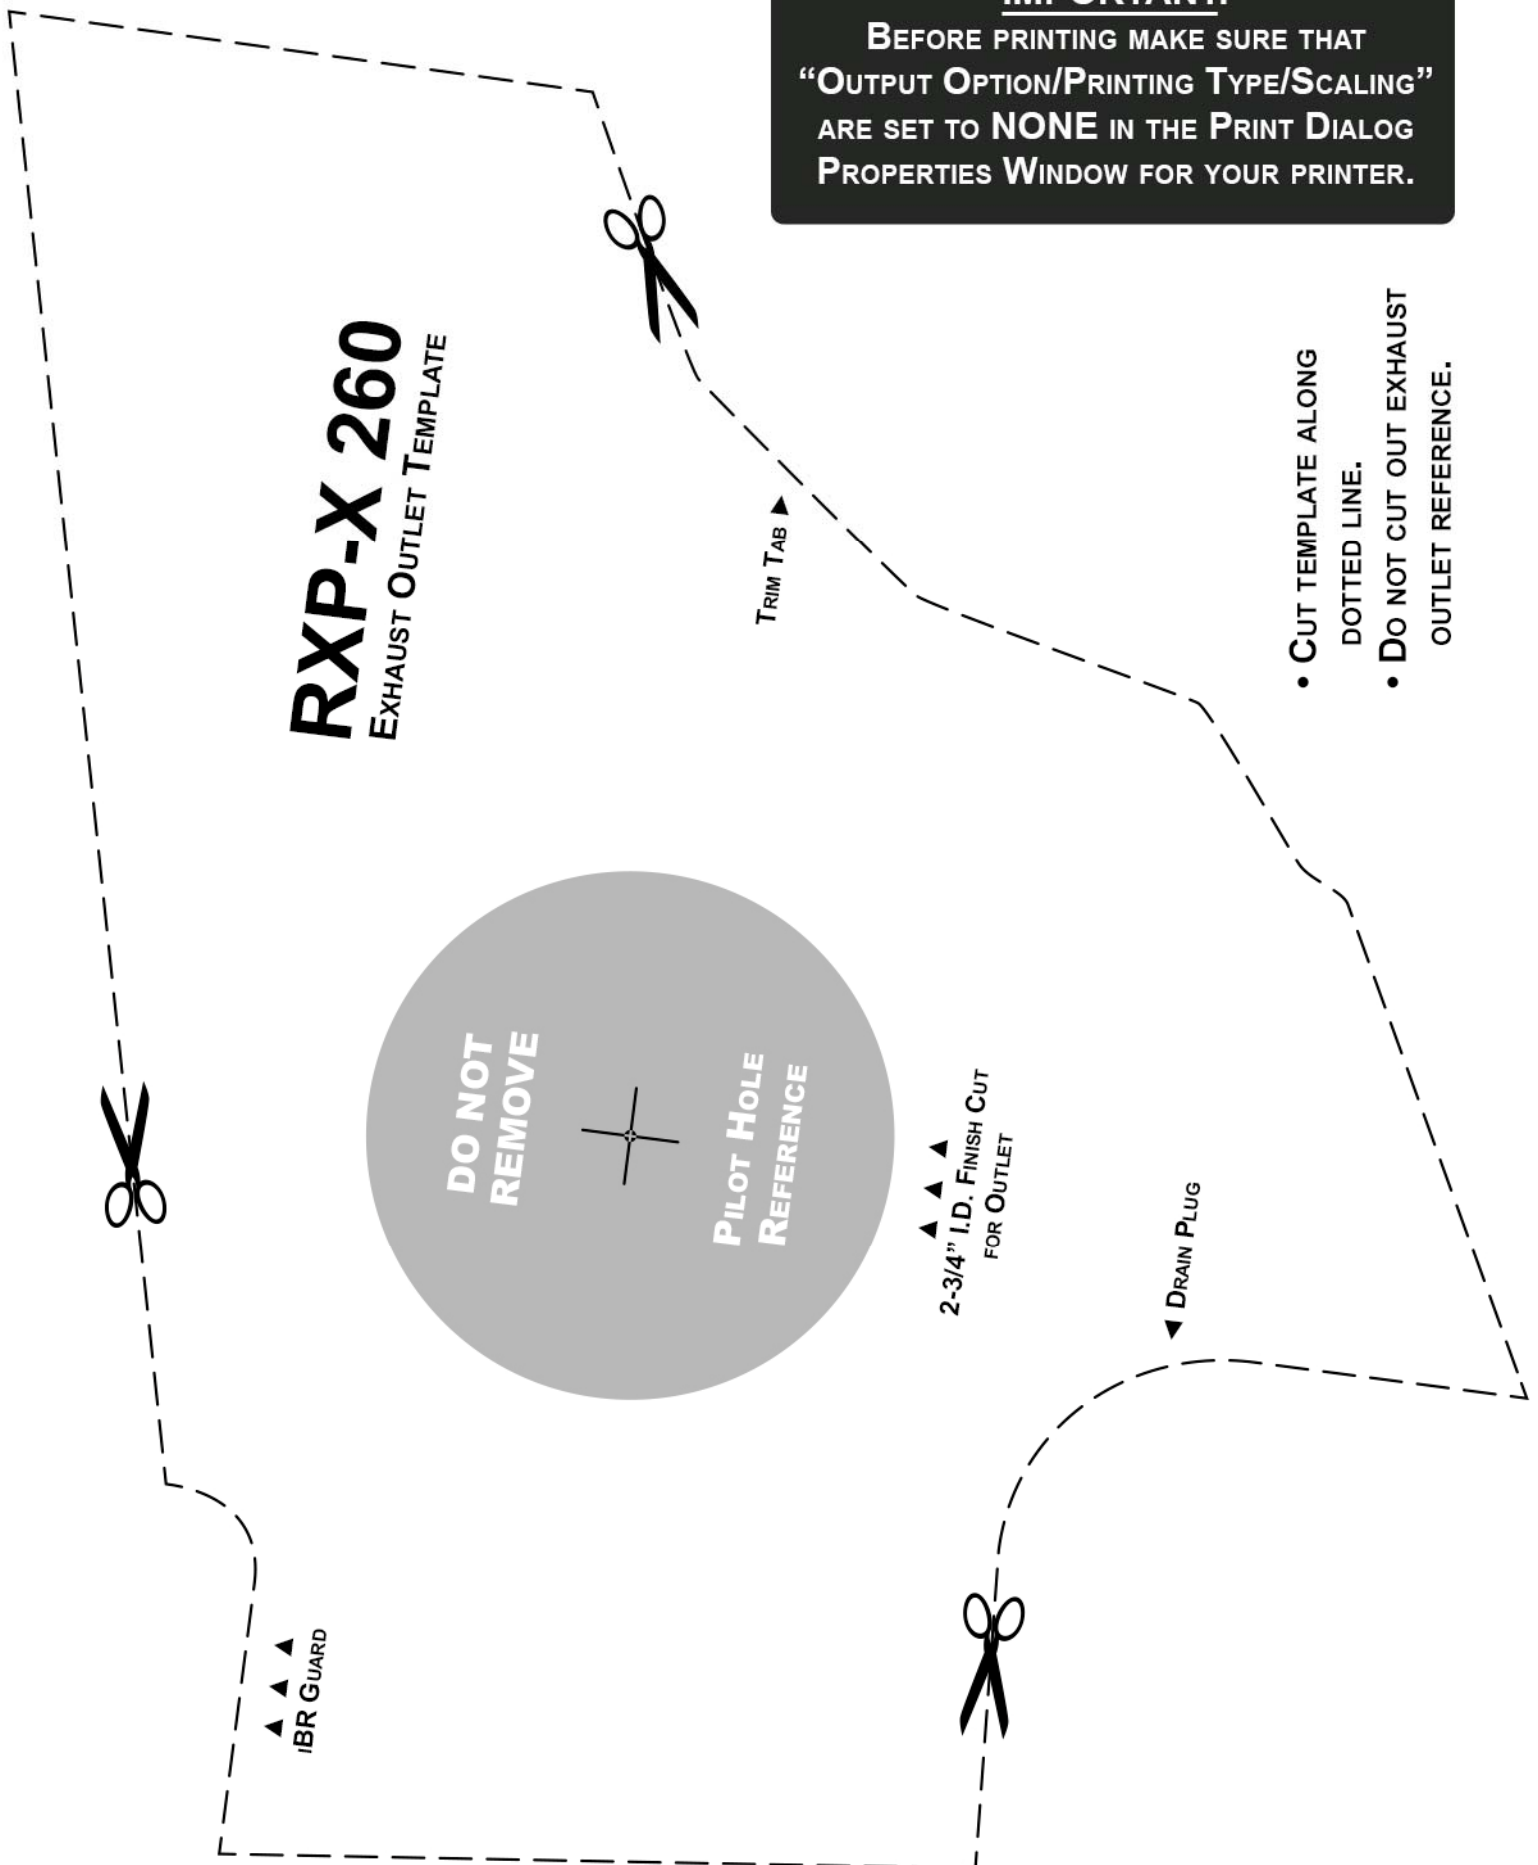 IMPORTANT:
BEFORE PRINTING MAKE SURE THAT
“OUTPUT OPTION/PRINTING TYPE/SCALING”
ARE SET TO NONE IN THE PRINT DIALOG
PROPERTIES WINDOW FOR YOUR PRINTER.
RXP-X 260
EXHAUST OUTLET TEMPLATE
TRIM TAB
• CUT TEMPLATE ALONG
DOTTED LINE.
• DO NOT CUT OUT EXHAUST
OUTLET REFERENCE.
DO NOT
REMOVE
PILOT HOLE
REFERENCE
2-3/4” I.D. FINISH CUT
FOR OUTLET
DRAIN PLUG
iBR GUARD